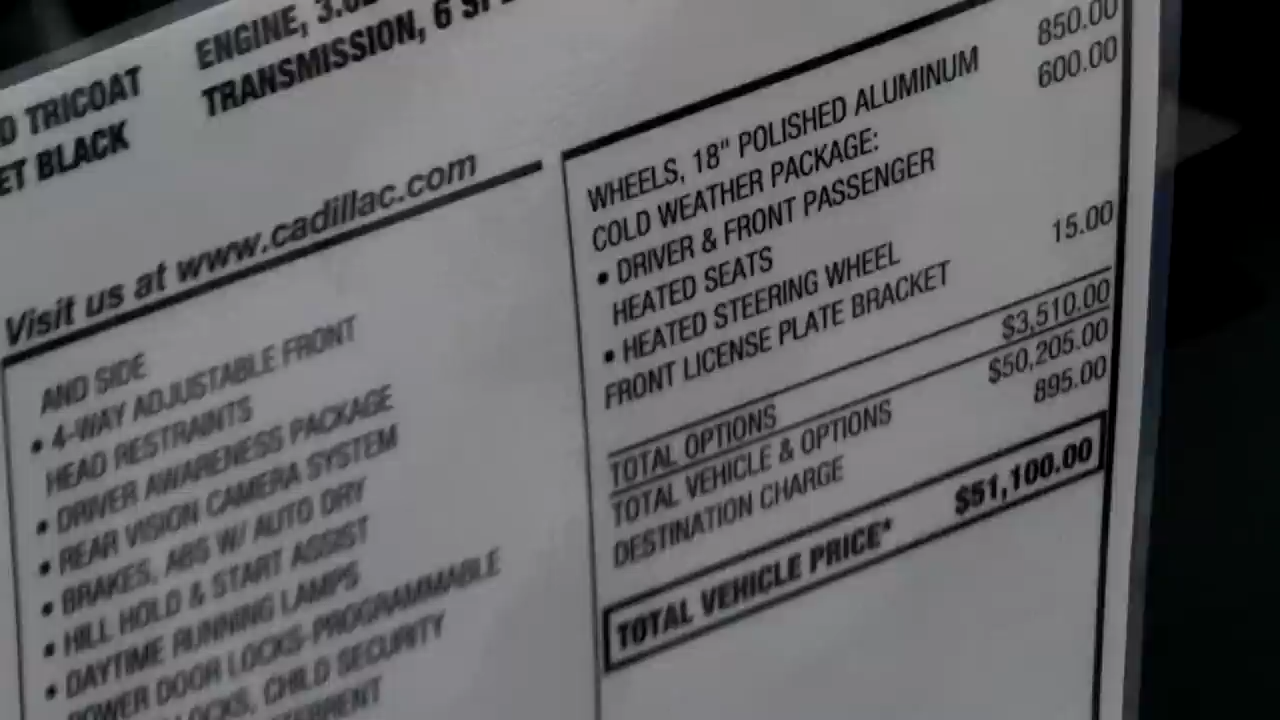 ENGINE,
TRANSMISSION, 6
TRICOAT
BLACK
Visit us at www.cadillac.com
AND SIDE
• 4-WAY ADJUSTABLE FRONT
HEAD RESTRAINTS
• DRIVER AWARENESS PACKAGE
• REAR VISION CAMERA SYSTEM
• BRAKES, ABS W/ AUTO DRY
• HILL HOLD & START ASSIST
• DAYTIME RUNNING LAMPS
• POWER DOOR LOCKS-PROGRAMMABLE
LOCKS, CHILD SECURITY
WHEELS, 18" POLISHED ALUMINUM 850.00
COLD WEATHER PACKAGE: 600.00
• DRIVER & FRONT PASSENGER
HEATED SEATS
• HEATED STEERING WHEEL
FRONT LICENSE PLATE BRACKET 15.00
TOTAL OPTIONS $3,510.00
TOTAL VEHICLE & OPTIONS $50,205.00
DESTINATION CHARGE 895.00
TOTAL VEHICLE PRICE* $51,100.00